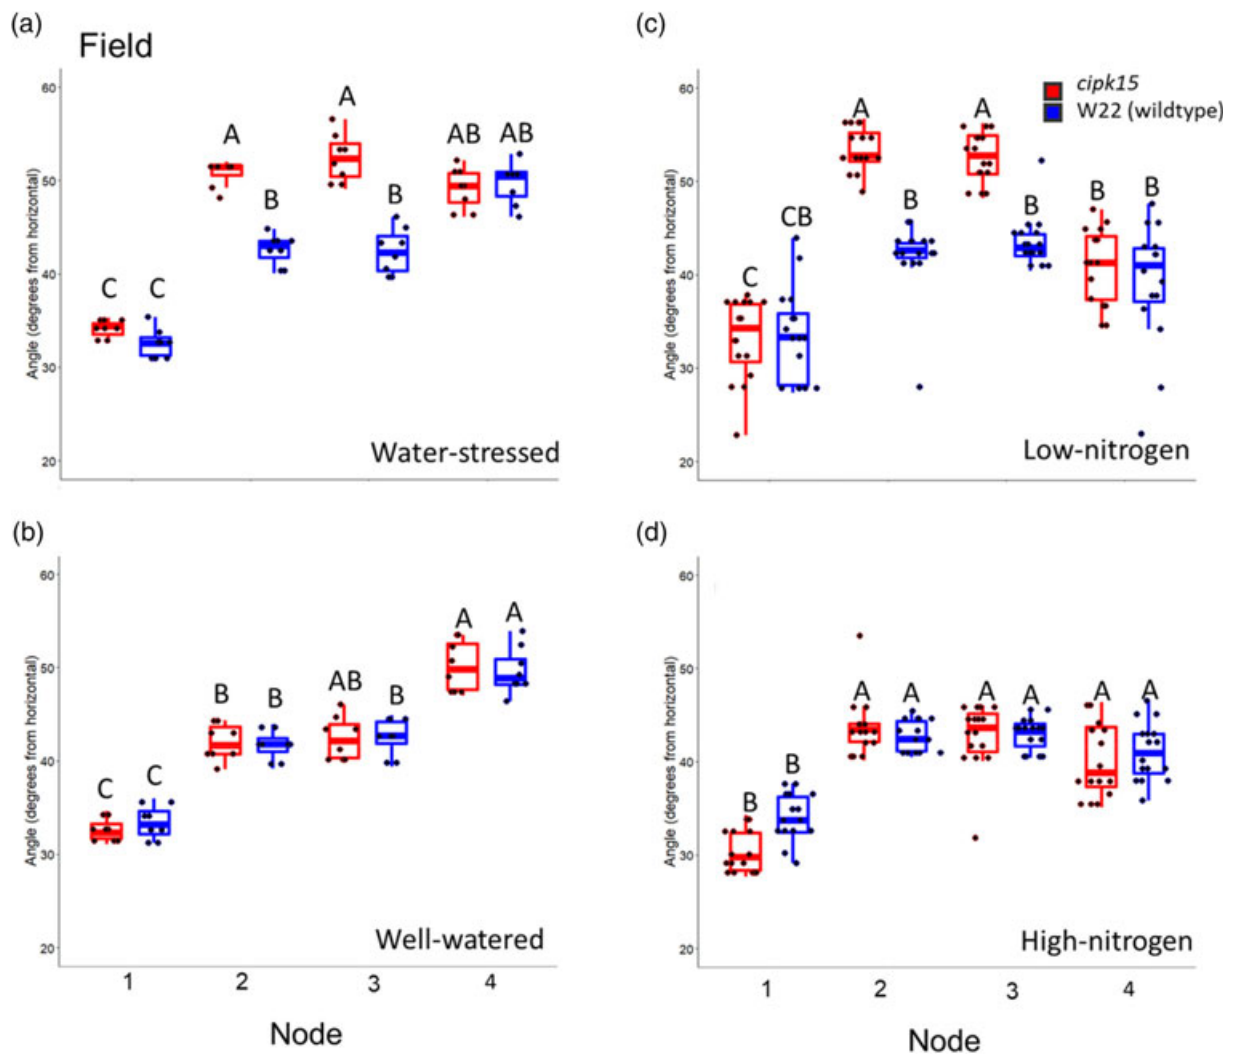 (a)
Field
Angle (degrees from horizontal)
60
50
40
30
20
C
C
A
B
A
B
AB
AB
Water-stressed
(c)
Angle (degrees from horizontal)
60
50
40
30
20
cipk15
W22 (wildtype)
C
CB
A
B
A
B
B
B
Low-nitrogen
(b)
Angle (degrees from horizontal)
60
50
40
30
20
C
C
B
B
AB
B
A
A
Well-watered
1
2
3
4
Node
(d)
Angle (degrees from horizontal)
60
50
40
30
20
B
B
A
A
A
A
A
A
High-nitrogen
1
2
3
4
Node